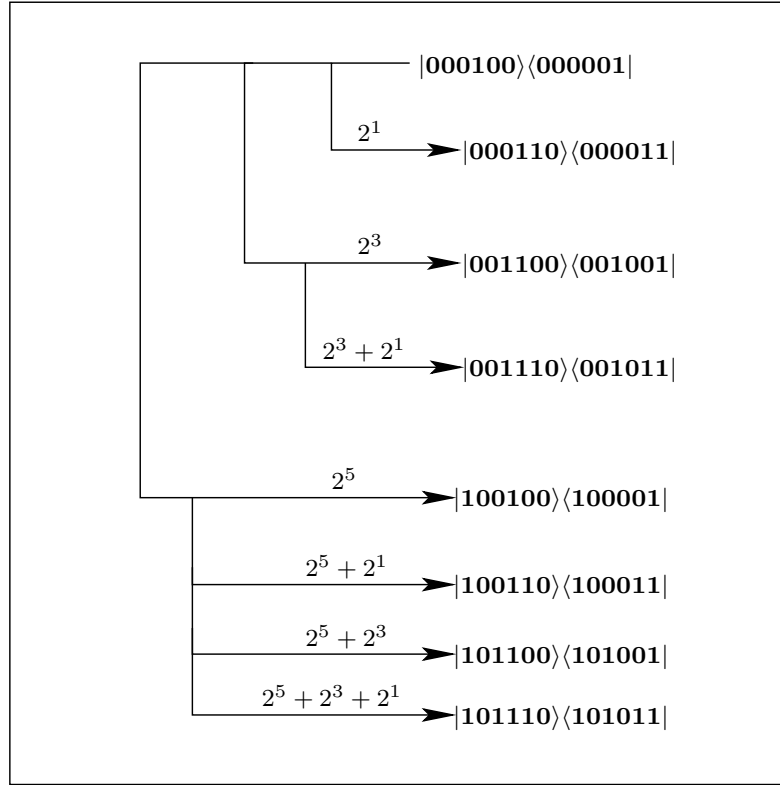 |000100⟩⟨000001|
2^1
|000110⟩⟨000011|
2^3
|001100⟩⟨001001|
2^3 + 2^1
|001110⟩⟨001011|
2^5
|100100⟩⟨100001|
2^5 + 2^1
|100110⟩⟨100011|
2^5 + 2^3
|101100⟩⟨101001|
2^5 + 2^3 + 2^1
|101110⟩⟨101011|